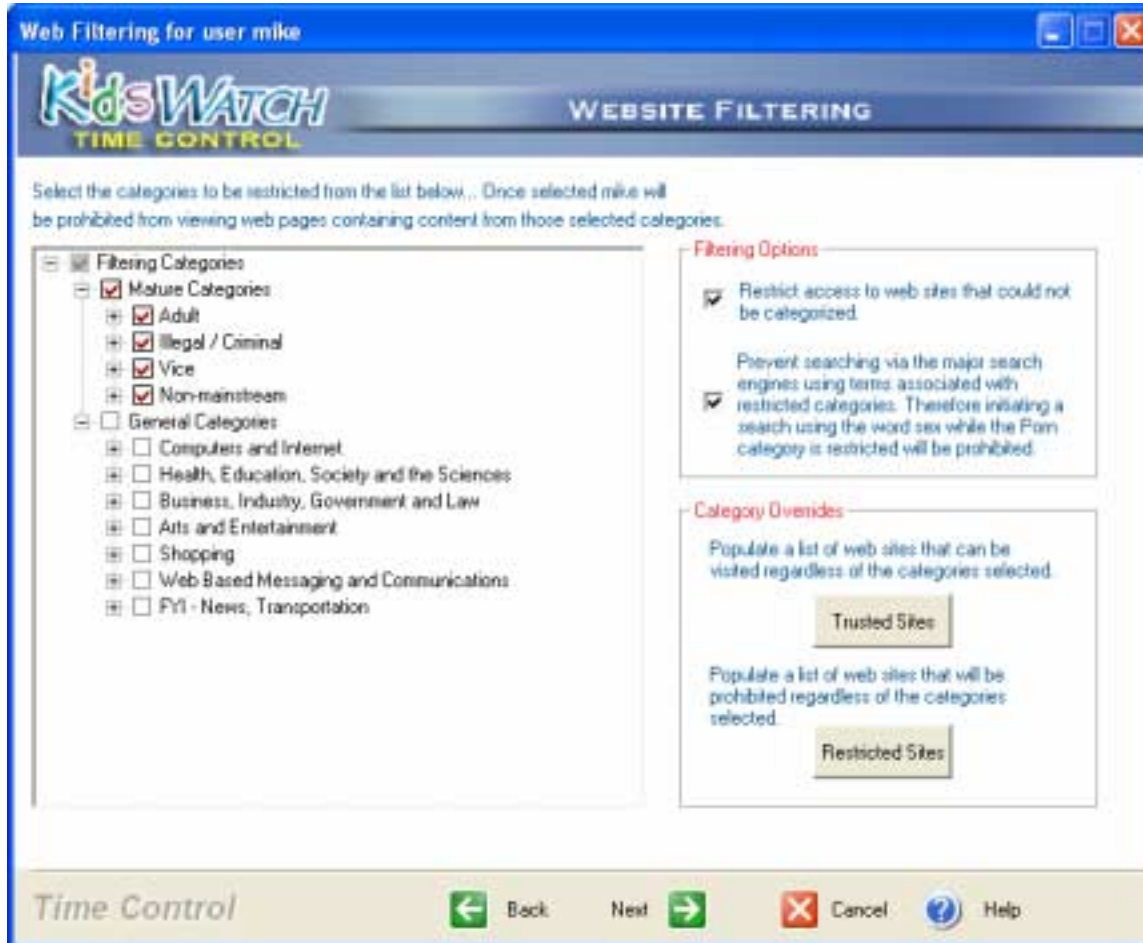 Web Filtering for user mike
KidsWatch
TIME CONTROL
WEBSITE FILTERING
Select the categories to be restricted from the list below... Once selected mike will
be prohibited from viewing web pages containing content from those selected categories.
Filtering Categories
Mature Categories
Adult
Illegal / Criminal
Vice
Non-mainstream
General Categories
Computers and Internet
Health, Education, Society and the Sciences
Business, Industry, Government and Law
Arts and Entertainment
Shopping
Web Based Messaging and Communications
FYI - News, Transportation
Filtering Options
Restrict access to web sites that could not
be categorized.
Prevent searching via the major search
engines using terms associated with
restricted categories. Therefore initiating a
search using the word sex while the Porn
category is restricted will be prohibited.
Category Overrides
Populate a list of web sites that can be
visited regardless of the categories selected.
Trusted Sites
Populate a list of web sites that will be
prohibited regardless of the categories
selected.
Restricted Sites
Time Control
Back
Next
Cancel
Help